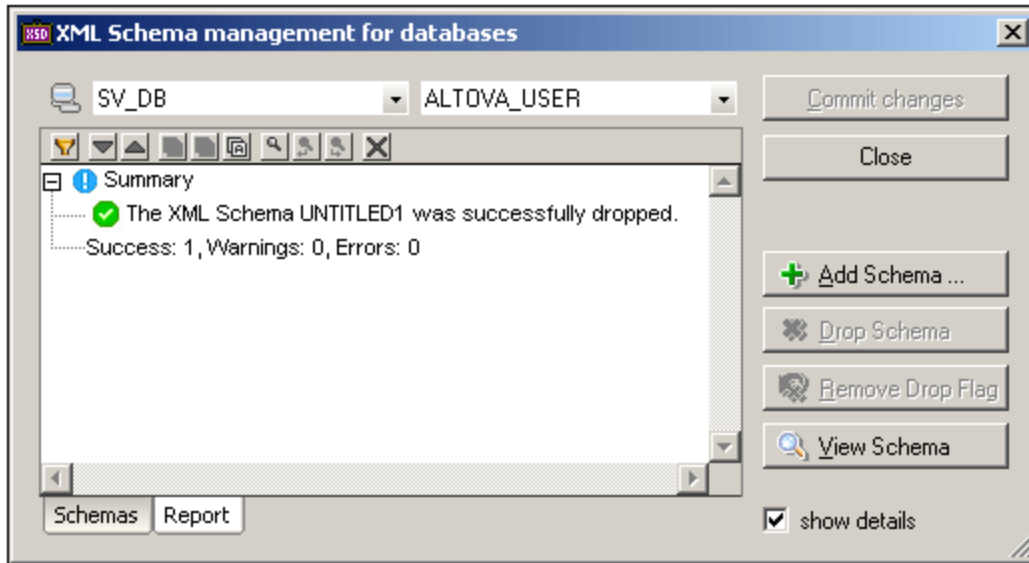 XSD XML Schema management for databases
SV_DB ALTOVA_USER Commit changes
Close
Summary
The XML Schema UNTITLED1 was successfully dropped.
Success: 1, Warnings: 0, Errors: 0
Add Schema ...
Drop Schema
Remove Drop Flag
View Schema
Schemas Report
show details